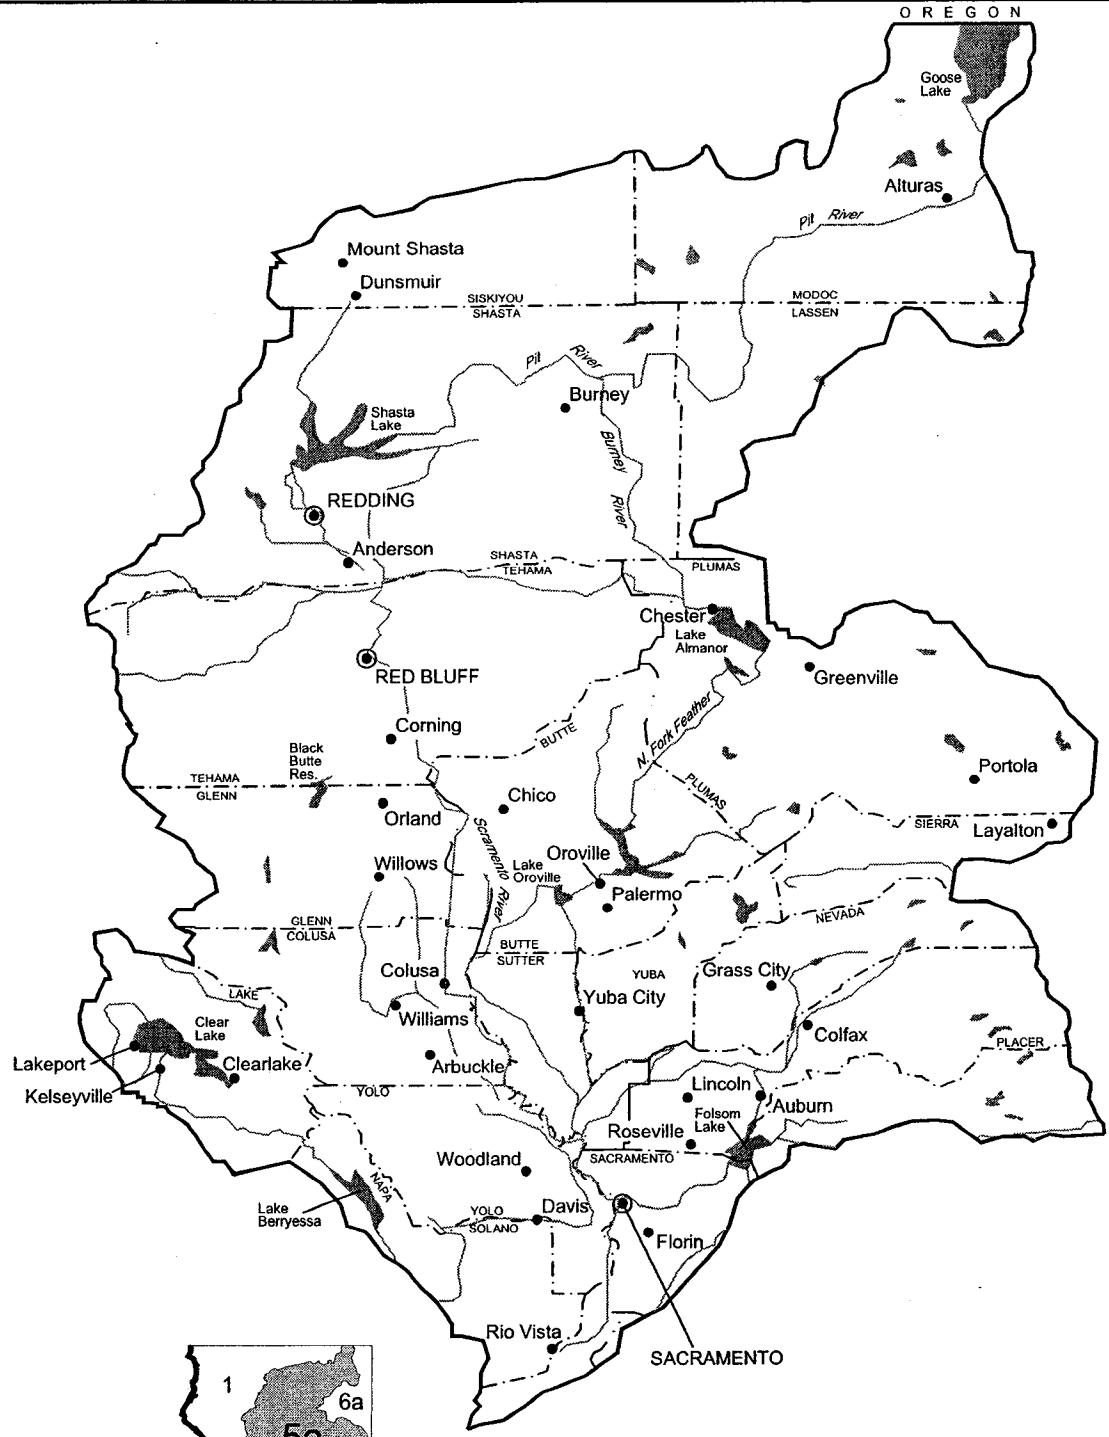 OREGON
Goose
Lake
Alturas
Pit River
Mount Shasta
Dunsmuir
SISKIYOU
SHASTA
MODOC
LASSEN
Pit River
Burney
Shasta
Lake
Burney River
REDDING
Anderson
SHASTA
TEHAMA
PLUMAS
Chester
Lake
Almanor
RED BLUFF
Greenville
Corning
BUTTE
N. Fork Feather
Black
Butte
Res.
TEHAMA
GLENN
Portola
PLUMAS
Chico
Orland
SIERRA
Layalton
Scramento River
Willows
Lake
Oroville
Oroville
Palermo
NEVADA
GLENN
COLUSA
BUTTE
SUTTER
YUBA
Grass City
Colusa
LAKE
Yuba City
Williams
Clear
Lake
Colfax
Lakeport
Clearlake
Arbuckle
PLACER
Kelseyville
YOLO
Lincoln
Auburn
Folsom
Lake
Roseville
SACRAMENTO
Woodland
NAPA
Lake
Berryessa
YOLO
SOLANO
Davis
Florin
Rio Vista
SACRAMENTO
1
6a
5a